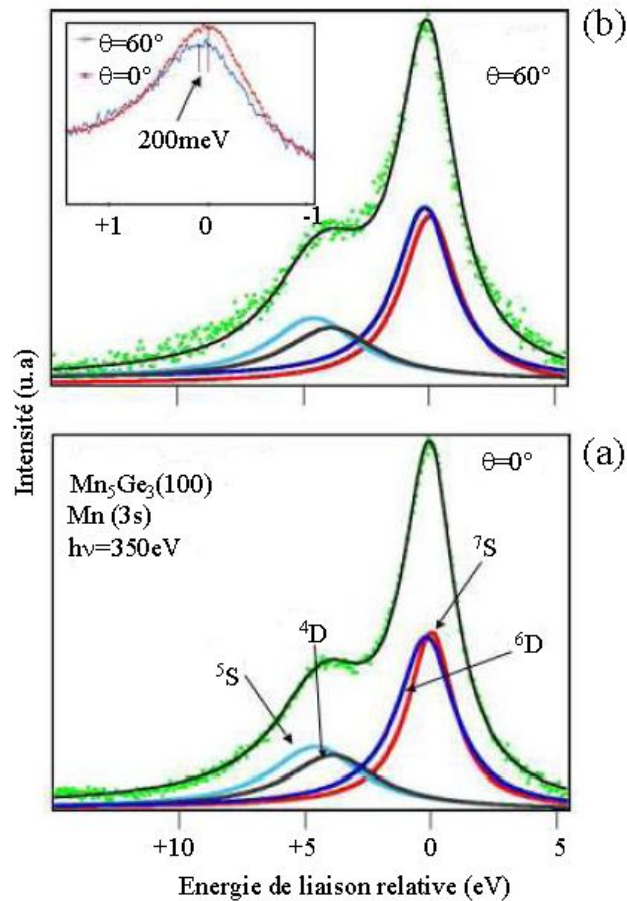 (b)
θ=60°
θ=0°
θ=60°
200meV
+1 0 -1
Intensité (u.a)
(a)
θ=0°
Mn₅Ge₃(100)
Mn (3s)
hν=350eV
⁷S
⁴D
⁶D
⁵S
+10 +5 0 5
Energie de liaison relative (eV)